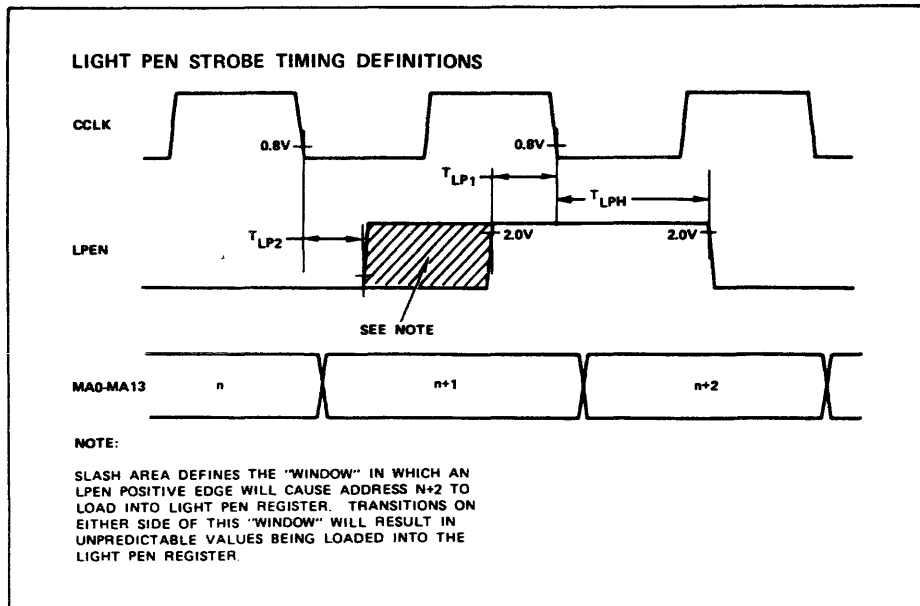 LIGHT PEN STROBE TIMING DEFINITIONS
CCLK
0.8V
0.8V
TLP1
TLPH
LPEN
TLP2
2.0V
2.0V
SEE NOTE
MA0-MA13
n
n+1
n+2
NOTE:
SLASH AREA DEFINES THE "WINDOW" IN WHICH AN
LPEN POSITIVE EDGE WILL CAUSE ADDRESS N+2 TO
LOAD INTO LIGHT PEN REGISTER. TRANSITIONS ON
EITHER SIDE OF THIS "WINDOW" WILL RESULT IN
UNPREDICTABLE VALUES BEING LOADED INTO THE
LIGHT PEN REGISTER.